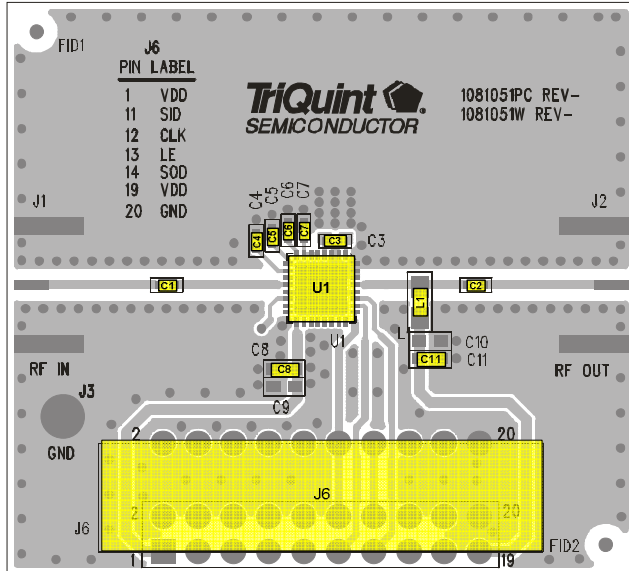 FID1
J6
PIN LABEL
1 VDD
11 SID
12 CLK
13 LE
14 SOD
19 VDD
20 GND
TriQuint
SEMICONDUCTOR
1081051PC REV-
1081051W REV-
J1
J2
C4 C5 C6 C7
C4 C5 C6 C7
C3 C3
C1
U1
C2
L1
L1
U1
C10
C8
C11 C11
RF IN
C8
RF OUT
J3
C9
GND
2 20
J6
2 20
J6
FID2
1 19